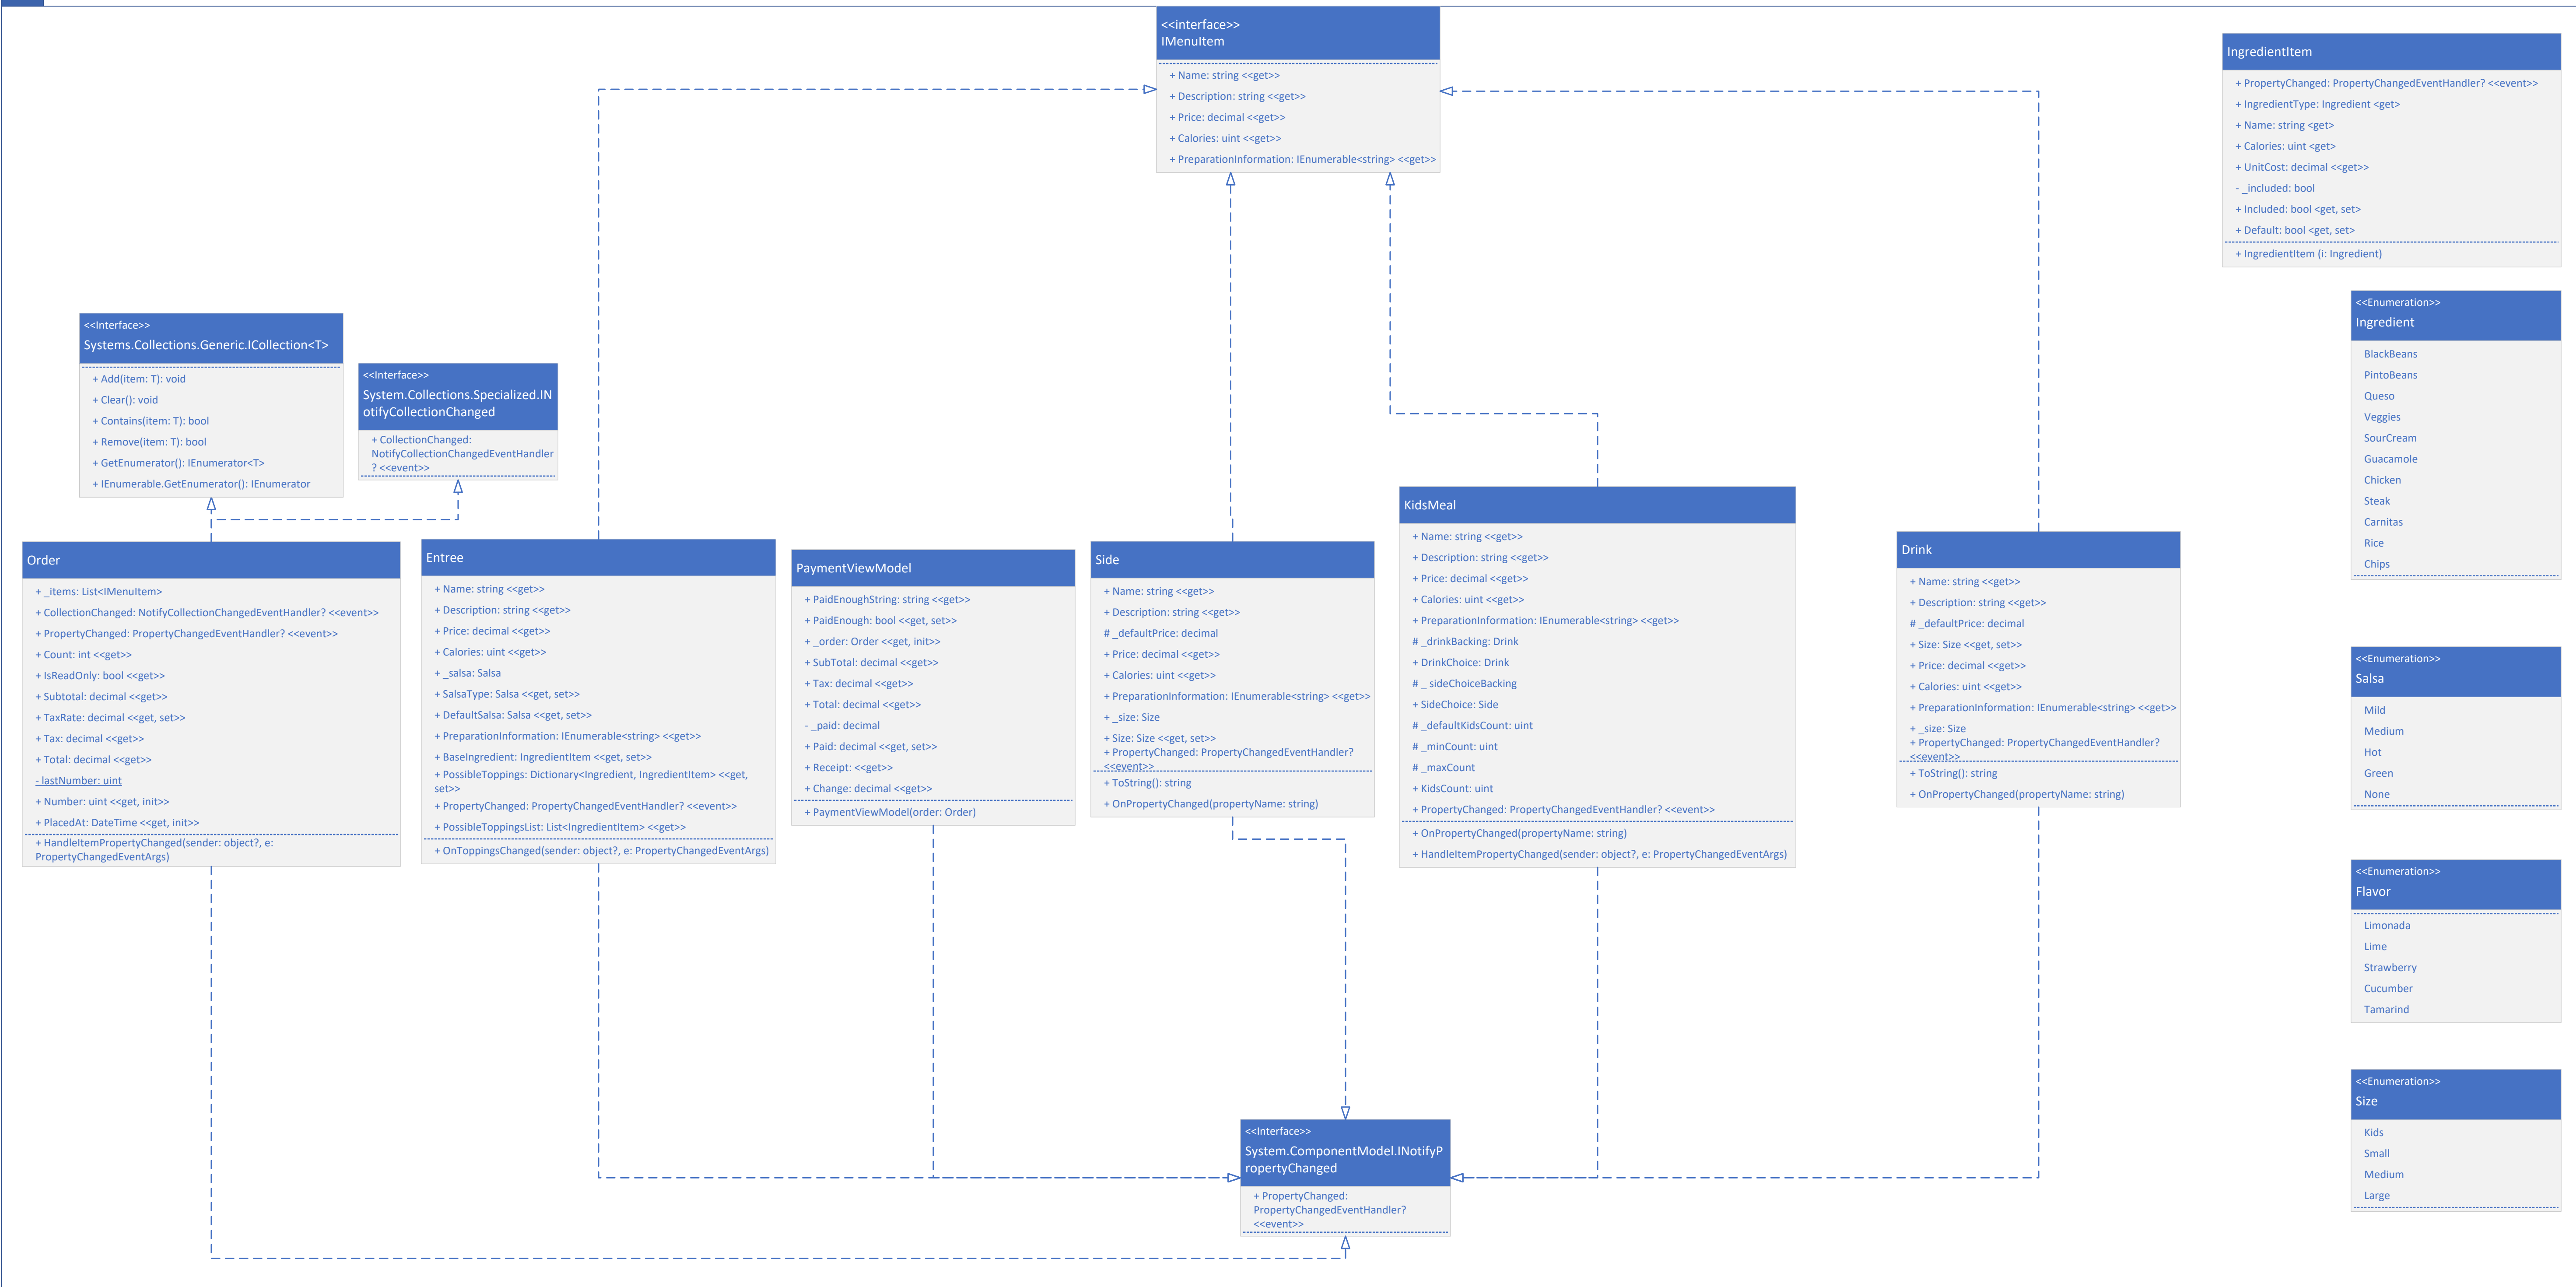 <<interface>>
IMenuItem
+ Name: string <<get>>
+ Description: string <<get>>
+ Price: decimal <<get>>
+ Calories: uint <<get>>
+ PreparationInformation: IEnumerable<string> <<get>>
IngredientItem
+ PropertyChanged: PropertyChangedEventHandler? <<event>>
+ IngredientType: Ingredient <get>
+ Name: string <get>
+ Calories: uint <get>
+ UnitCost: decimal <<get>>
- _included: bool
+ Included: bool <get, set>
+ Default: bool <get, set>
+ IngredientItem (i: Ingredient)
<<Interface>>
Systems.Collections.Generic.ICollection<T>
+ Add(item: T): void
+ Clear(): void
+ Contains(item: T): bool
+ Remove(item: T): bool
+ GetEnumerator(): IEnumerator<T>
+ IEnumerable.GetEnumerator(): IEnumerator
<<Interface>>
System.Collections.Specialized.IN
otifyCollectionChanged
+ CollectionChanged:
NotifyCollectionChangedEventHandler
? <<event>>
Order
+ _items: List<IMenuItem>
+ CollectionChanged: NotifyCollectionChangedEventHandler? <<event>>
+ PropertyChanged: PropertyChangedEventHandler? <<event>>
+ Count: int <<get>>
+ IsReadOnly: bool <<get>>
+ Subtotal: decimal <<get>>
+ TaxRate: decimal <<get, set>>
+ Tax: decimal <<get>>
+ Total: decimal <<get>>
- lastNumber: uint
+ Number: uint <<get, init>>
+ PlacedAt: DateTime <<get, init>>
+ HandleItemPropertyChanged(sender: object?, e:
PropertyChangedEventArgs)
Entree
+ Name: string <<get>>
+ Description: string <<get>>
+ Price: decimal <<get>>
+ Calories: uint <<get>>
+ _salsa: Salsa
+ SalsaType: Salsa <<get, set>>
+ DefaultSalsa: Salsa <<get, set>>
+ PreparationInformation: IEnumerable<string> <<get>>
+ BaseIngredient: IngredientItem <<get, set>>
+ PossibleToppings: Dictionary<Ingredient, IngredientItem> <<get,
set>>
+ PropertyChanged: PropertyChangedEventHandler? <<event>>
+ PossibleToppingsList: List<IngredientItem> <<get>>
+ OnToppingsChanged(sender: object?, e: PropertyChangedEventArgs)
PaymentViewModel
+ PaidEnoughString: string <<get>>
+ PaidEnough: bool <<get, set>>
+ _order: Order <<get, init>>
+ SubTotal: decimal <<get>>
+ Tax: decimal <<get>>
+ Total: decimal <<get>>
- _paid: decimal
+ Paid: decimal <<get, set>>
+ Receipt: <<get>>
+ Change: decimal <<get>>
+ PaymentViewModel(order: Order)
Side
+ Name: string <<get>>
+ Description: string <<get>>
# _defaultPrice: decimal
+ Price: decimal <<get>>
+ Calories: uint <<get>>
+ PreparationInformation: IEnumerable<string> <<get>>
+ _size: Size
+ Size: Size <<get, set>>
+ PropertyChanged: PropertyChangedEventHandler?
<<event>>
+ ToString(): string
+ OnPropertyChanged(propertyName: string)
KidsMeal
+ Name: string <<get>>
+ Description: string <<get>>
+ Price: decimal <<get>>
+ Calories: uint <<get>>
+ PreparationInformation: IEnumerable<string> <<get>>
# _drinkBacking: Drink
+ DrinkChoice: Drink
# _ sideChoiceBacking
+ SideChoice: Side
# _defaultKidsCount: uint
# _minCount: uint
# _maxCount
+ KidsCount: uint
+ PropertyChanged: PropertyChangedEventHandler? <<event>>
+ OnPropertyChanged(propertyName: string)
+ HandleItemPropertyChanged(sender: object?, e: PropertyChangedEventArgs)
Drink
+ Name: string <<get>>
+ Description: string <<get>>
# _defaultPrice: decimal
+ Size: Size <<get, set>>
+ Price: decimal <<get>>
+ Calories: uint <<get>>
+ PreparationInformation: IEnumerable<string> <<get>>
+ _size: Size
+ PropertyChanged: PropertyChangedEventHandler?
<<event>>
+ ToString(): string
+ OnPropertyChanged(propertyName: string)
<<Enumeration>>
Ingredient
BlackBeans
PintoBeans
Queso
Veggies
SourCream
Guacamole
Chicken
Steak
Carnitas
Rice
Chips
<<Enumeration>>
Salsa
Mild
Medium
Hot
Green
None
<<Enumeration>>
Flavor
Limonada
Lime
Strawberry
Cucumber
Tamarind
<<Enumeration>>
Size
Kids
Small
Medium
Large
<<Interface>>
System.ComponentModel.INotifyP
ropertyChanged
+ PropertyChanged:
PropertyChangedEventHandler?
<<event>>